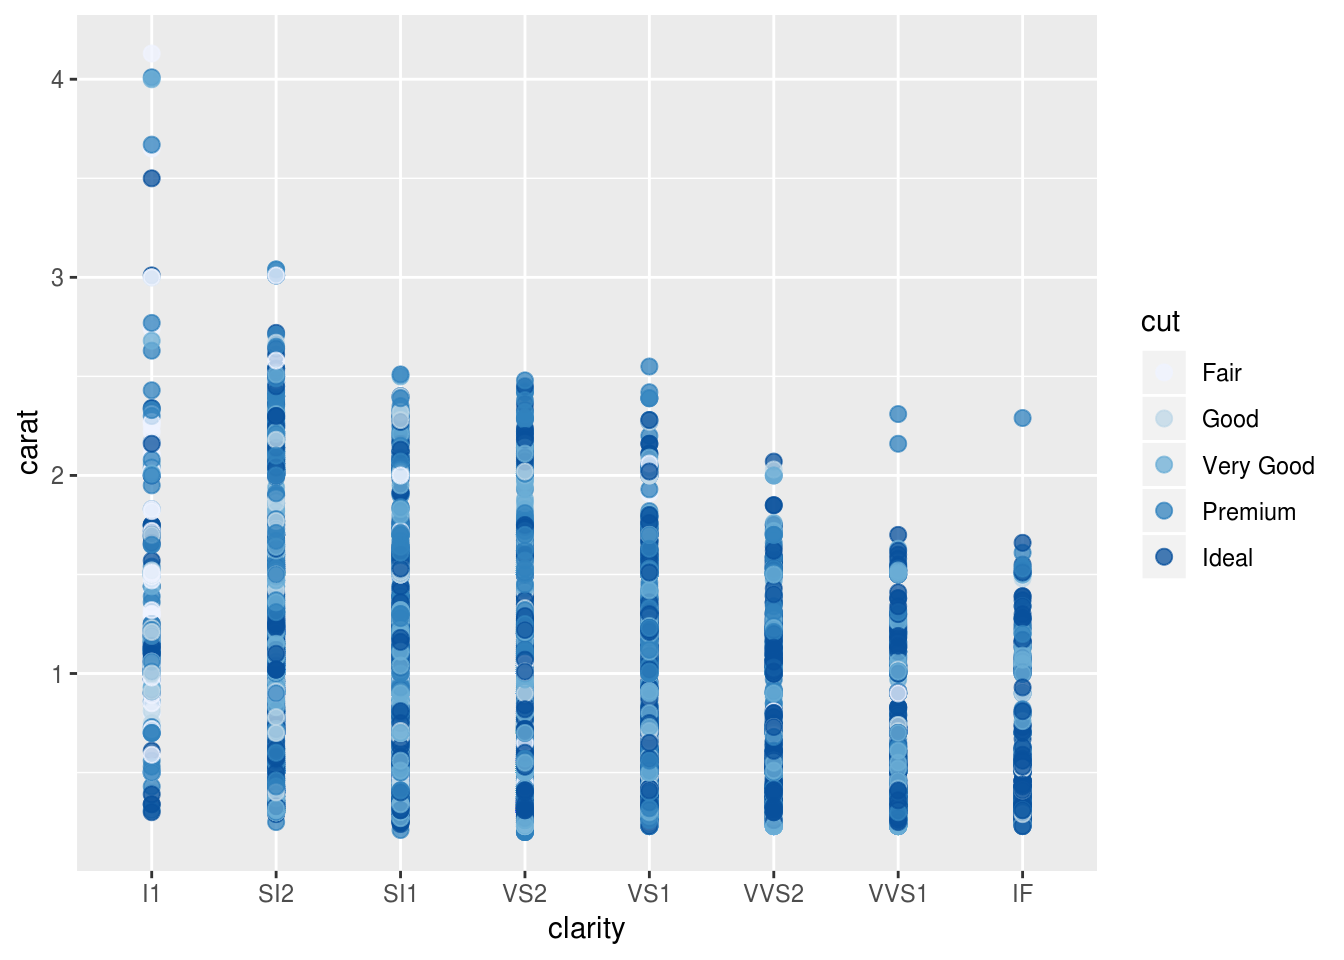 4
3
2
1
carat
I1 SI2 SI1 VS2 VS1 VVS2 VVS1 IF
clarity
cut
Fair
Good
Very Good
Premium
Ideal